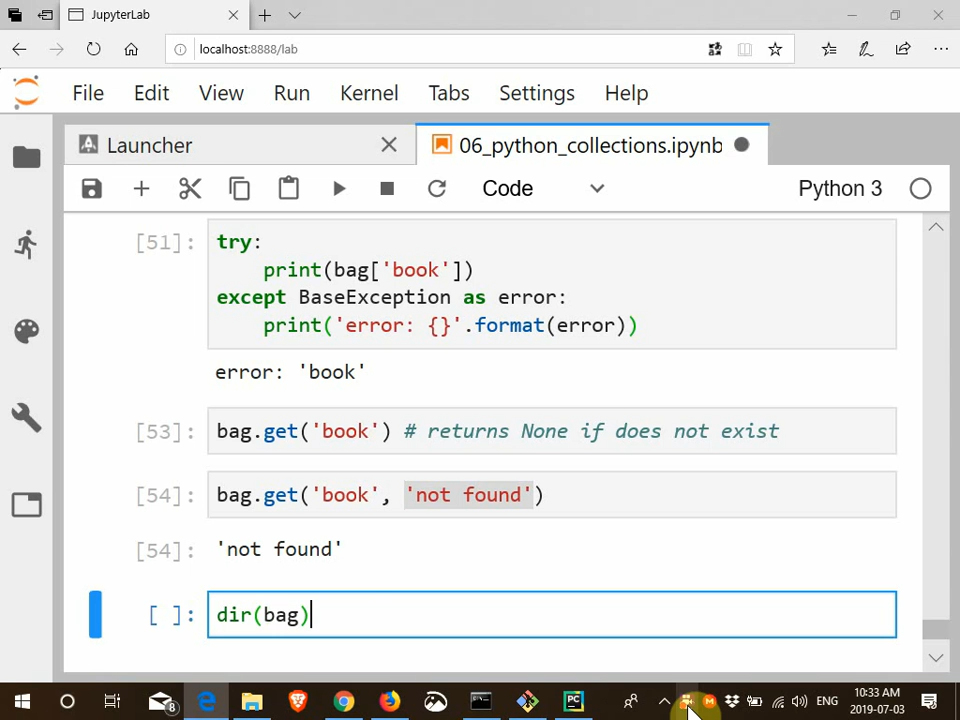 JupyterLab
localhost:8888/lab
File Edit View Run Kernel Tabs Settings Help
Launcher
06_python_collections.ipynb
Code
Python 3
[51]:
try:
print(bag['book'])
except BaseException as error:
print('error: {}'.format(error))
error: 'book'
[53]: bag.get('book') # returns None if does not exist
[54]: bag.get('book', 'not found')
[54]: 'not found'
[ ]: dir(bag)
8
PC
ENG
10:33 AM
2019-07-03